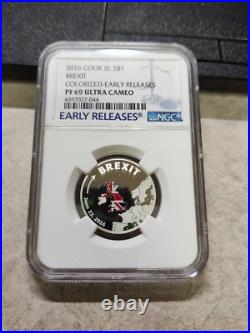 2016 COOK IS. S$1
BREXIT
COLORIZED-EARLY RELEASES
PF 69 ULTRA CAMEO
4397027-044
EARLY RELEASES
NGC
BREXIT
JUNE 23, 2016